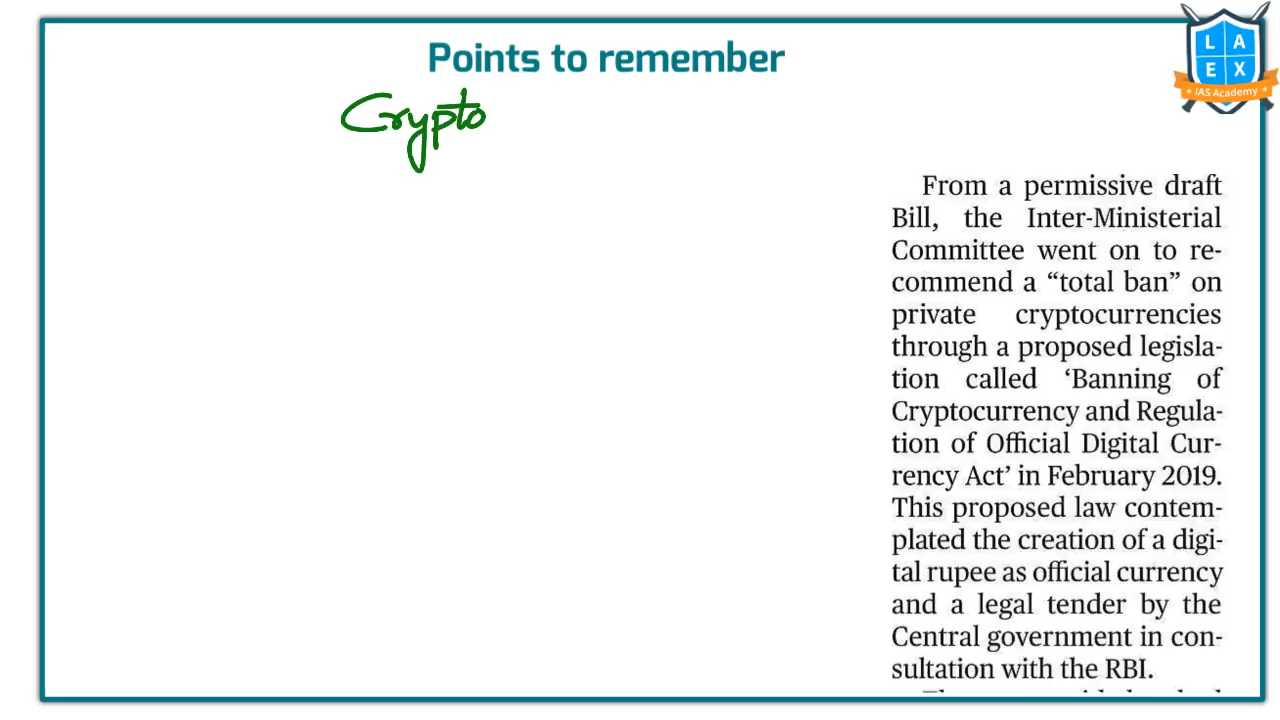 Points to remember
L A
E X
IAS Academy
Crypto
From a permissive draft
Bill, the Inter-Ministerial
Committee went on to re-
commend a “total ban” on
private cryptocurrencies
through a proposed legisla-
tion called ‘Banning of
Cryptocurrency and Regula-
tion of Official Digital Cur-
rency Act’ in February 2019.
This proposed law contem-
plated the creation of a digi-
tal rupee as official currency
and a legal tender by the
Central government in con-
sultation with the RBI.